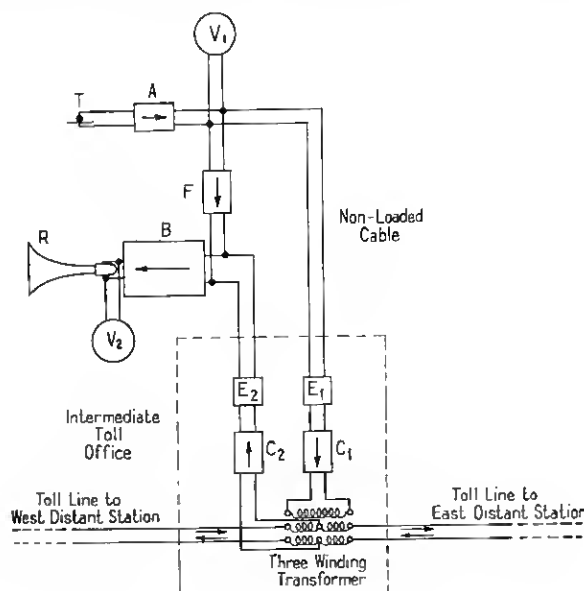 V₁
T
A
F
Non-Loaded
Cable
R
B
V₂
E₂
E₁
Intermediate
Toll
Office
C₂
C₁
Toll Line to
West Distant Station
Toll Line to
East Distant Station
Three Winding
Transformer